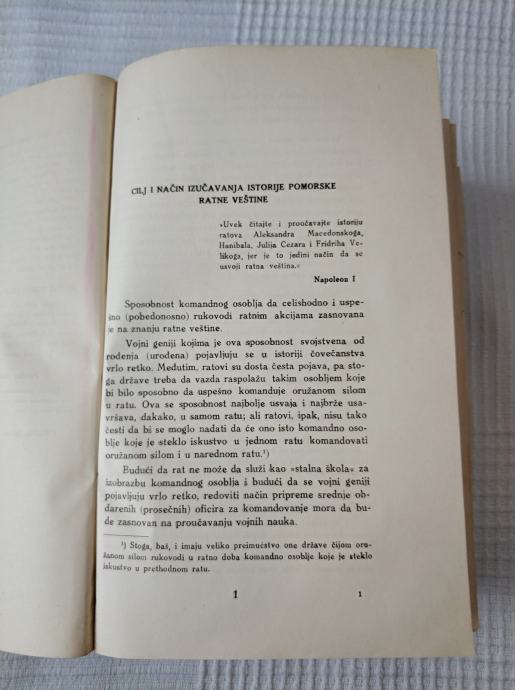 CILJ I NAČIN IZUČAVANJA ISTORIJE POMORSKE
RATNE VEŠTINE
»Uvek čitajte i proočavajte istoriju
ratova Aleksandra Macedonskoga,
Hanibala, Julija Cezara i Fridriha Ve-
likoga, jer je to jedini način da se
usvoji ratna veština.«
Napoleon I
Sposobnost komandnog osoblja da celishodno i uspe-
šno (pobedonosno) rukovodi ratnim akcijama zasnovana
je na znanju ratne veštine.
Vojni geniji kojima je ova sposobnost svojstvena od
rođenja (urođena) pojavljuju se u istoriji čovečanstva
vrlo retko. Međutim, ratovi su dosta česta pojava, pa sto-
ga države treba da vazda raspolažu takim osobljem koje
bi bilo sposobno da uspešno komanduje oružanom silom
u ratu. Ova se sposobnost najbolje usvaja i najbrže usa-
vršava, dakako, u samom ratu; ali ratovi, ipak, nisu tako
česti da bi se moglo nadati da će ono isto komandno oso-
blje koje je steklo iskustvo u jednom ratu komandovati
oružanom silom i u narednom ratu.¹)
Budući da rat ne može da služi kao »stalna škola« za
izobrazbu komandnog osoblja i budući da se vojni geniji
pojavljuju vrlo retko, redoviti način pripreme srednje ob-
darenih (prosečnih) oficira za komandovanje mora da bu-
de zasnovan na proučavanju vojnih nauka.
¹) Stoga, baš, i imaju veliko preimućstvo one države čijom oru-
žanom silom rukovodi u ratno doba komandno osoblje koje je steklo
iskustvo u prethodnom ratu.
1
1